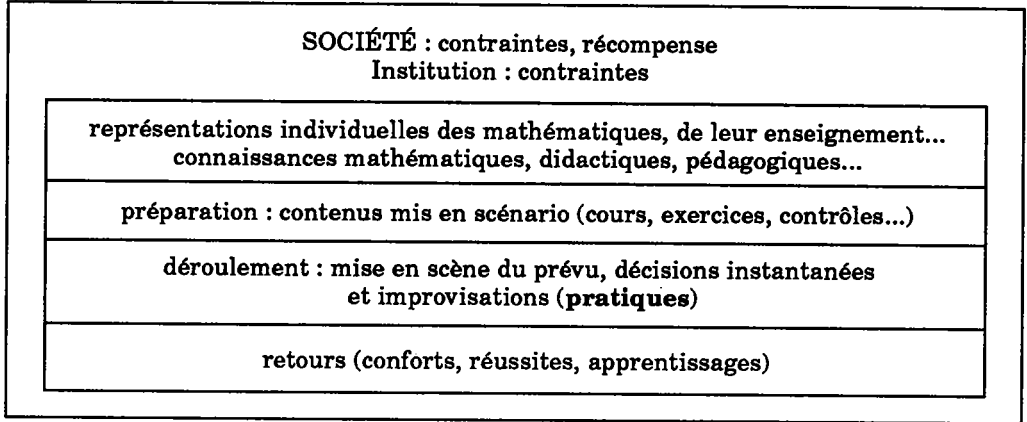 SOCIÉTÉ : contraintes, récompense
Institution : contraintes
représentations individuelles des mathématiques, de leur enseignement...
connaissances mathématiques, didactiques, pédagogiques...
préparation : contenus mis en scénario (cours, exercices, contrôles...)
déroulement : mise en scène du prévu, décisions instantanées
et improvisations (pratiques)
retours (conforts, réussites, apprentissages)